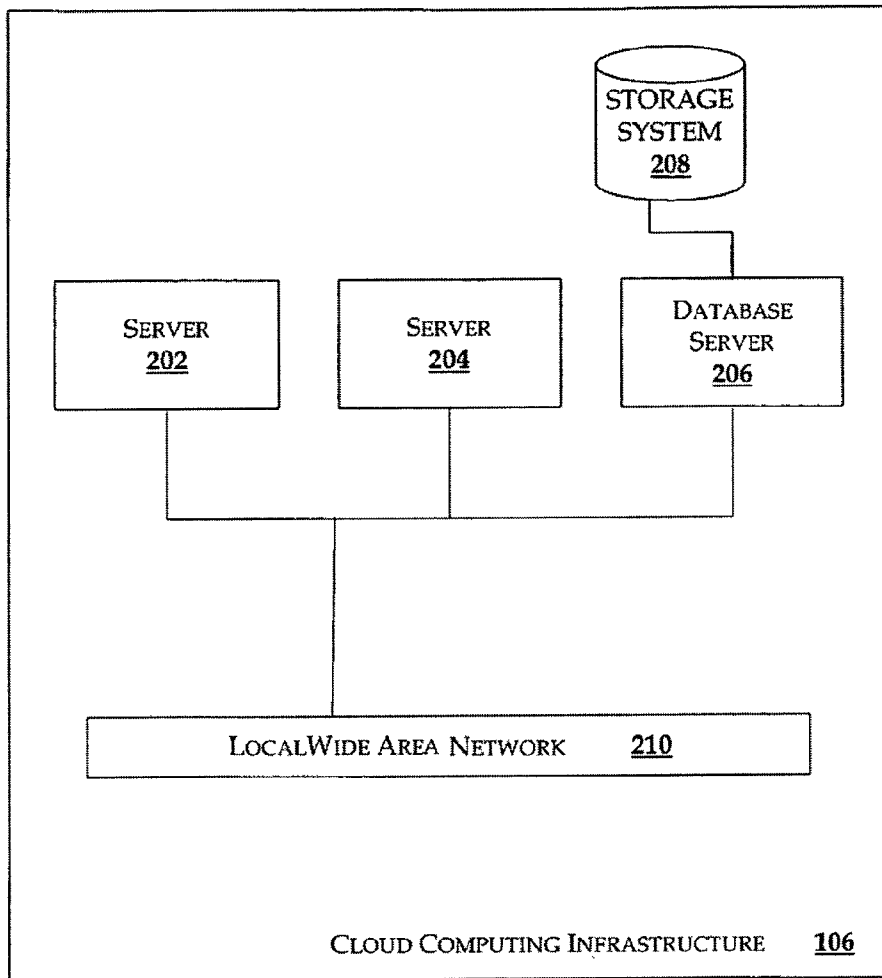 STORAGE
SYSTEM
208
SERVER
202
SERVER
204
DATABASE
SERVER
206
LOCALWIDE AREA NETWORK 210
CLOUD COMPUTING INFRASTRUCTURE 106